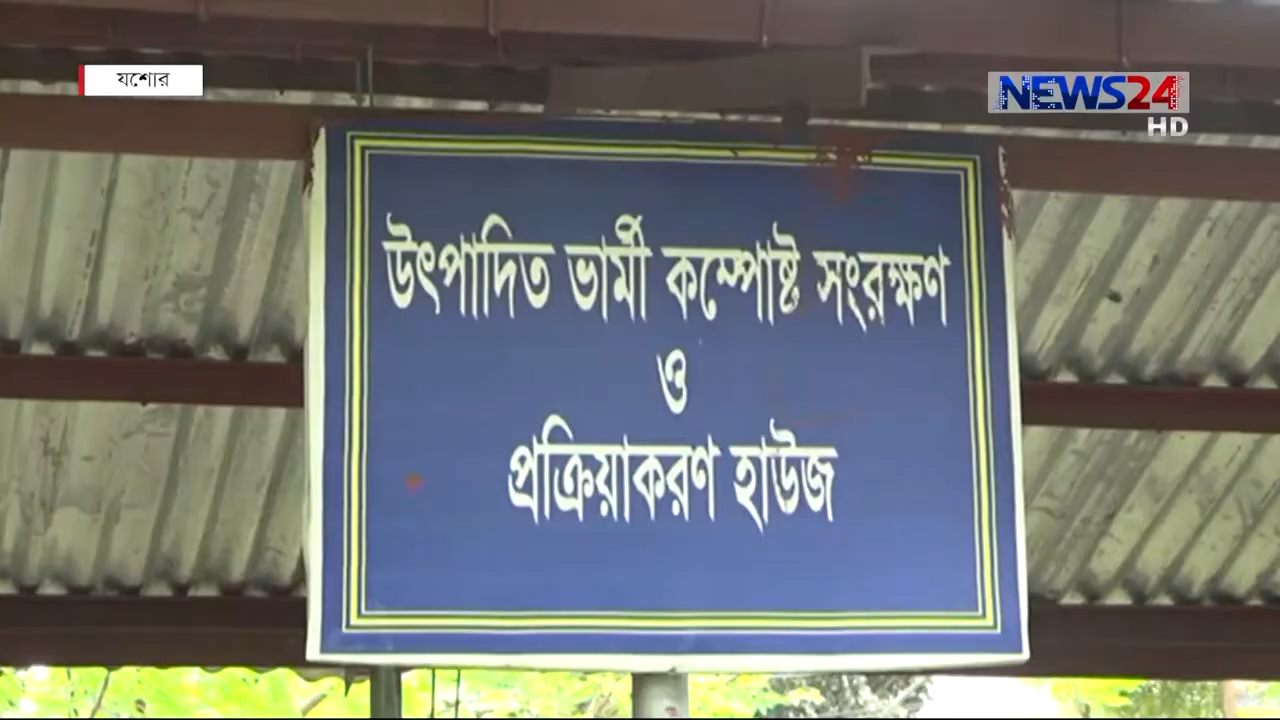 যশোর
NEWS24
HD
উৎপাদিত ভার্মী কম্পোষ্ট সংরক্ষণ
ও
প্রক্রিয়াকরণ হাউজ